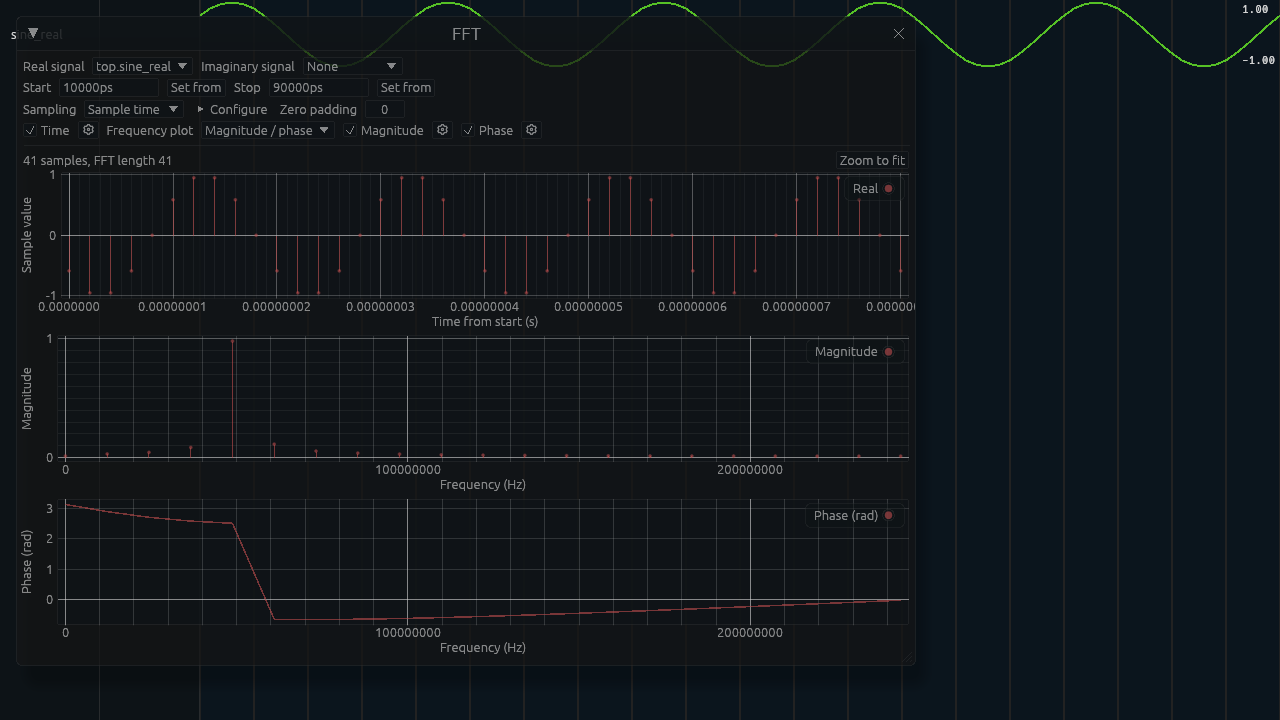 1.00
sine_real
FFT
-1.00
Real signal top.sine_real Imaginary signal None
Start 10000ps Set from Stop 90000ps Set from
Sampling Sample time Configure Zero padding 0
Time Frequency plot Magnitude / phase Magnitude Phase
41 samples, FFT length 41 Zoom to fit
1
Real
Sample value
0
-1
0.00000000 0.00000001 0.00000002 0.00000003 0.00000004 0.00000005 0.00000006 0.00000007 0.000000
Time from start (s)
1
Magnitude
Magnitude
0
0 100000000 200000000
Frequency (Hz)
3
Phase (rad)
2
Phase (rad)
1
0
0 100000000 200000000
Frequency (Hz)